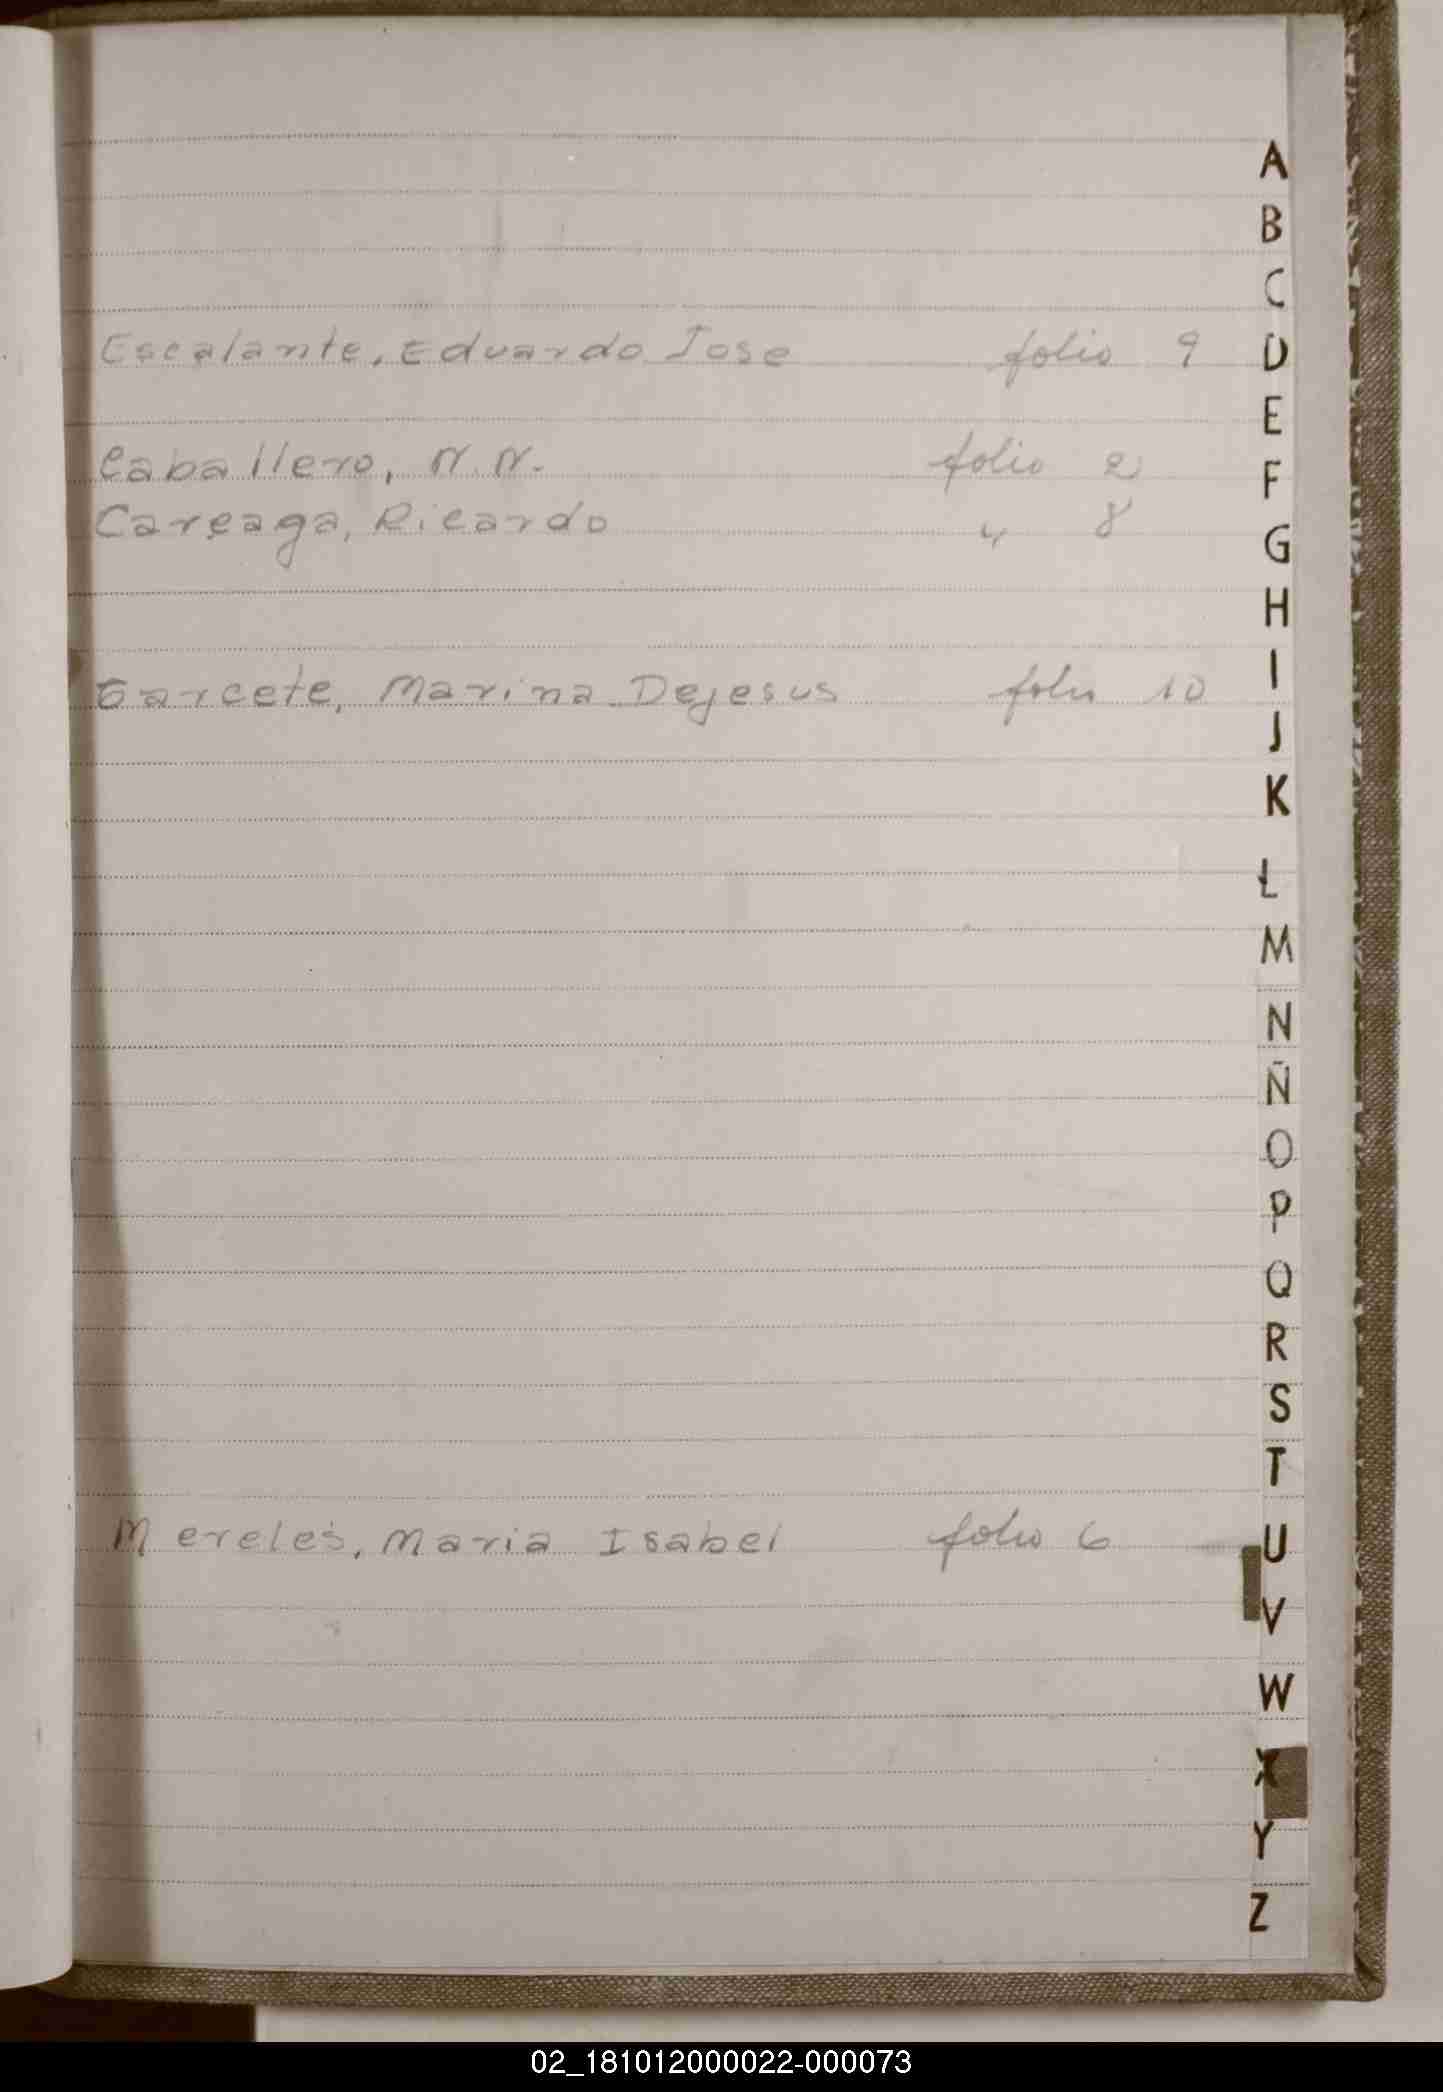 Escalante, Eduardo Jose folio 9
Caballero, N.N. folio 2
Careaga, Ricardo " 8
Garcete, Marina Dejesus folio 10
Mereles, Maria Isabel folio 6
A
B
C
D
E
F
G
H
I
J
K
L
M
N
Ñ
O
P
Q
R
S
T
U
V
W
X
Y
Z
02_181012000022-000073